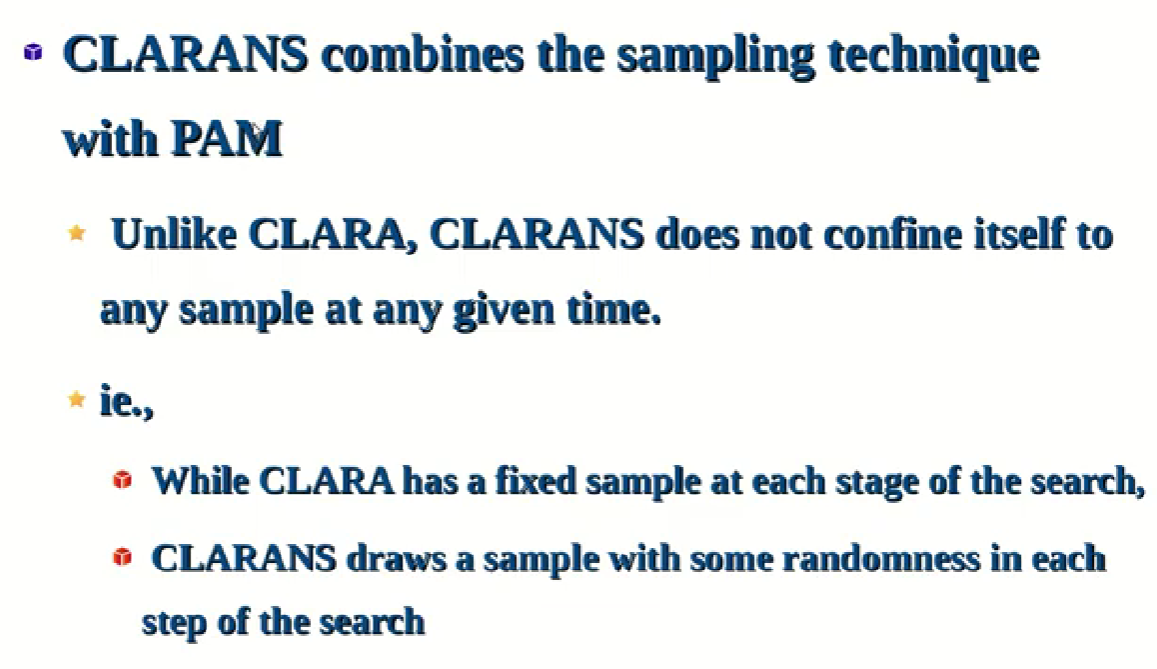 CLARANS combines the sampling technique
with PAM
Unlike CLARA, CLARANS does not confine itself to
any sample at any given time.
ie.,
While CLARA has a fixed sample at each stage of the search,
CLARANS draws a sample with some randomness in each
step of the search